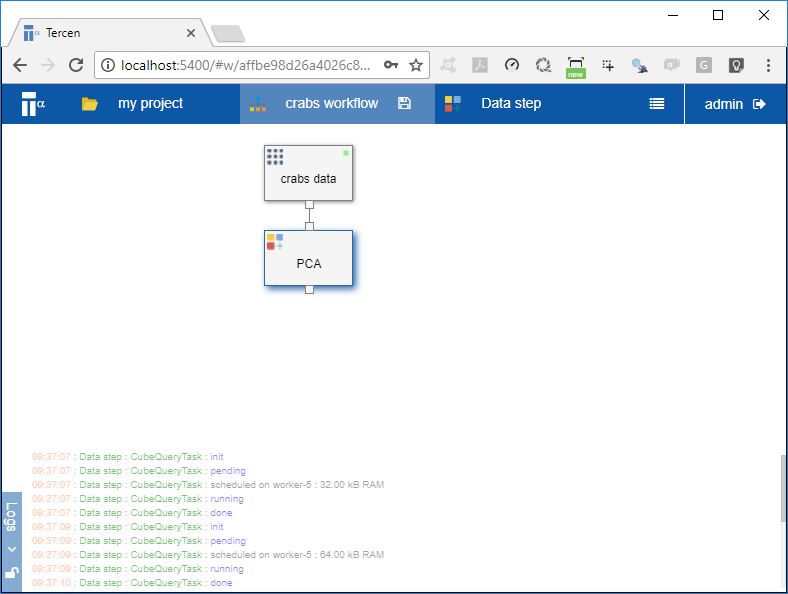 Tercen
localhost:5400/#w/affbe98d26a4026c8...
new
G
my project
crabs workflow
Data step
admin
crabs data
PCA
09:37:07 : Data step : CubeQueryTask : init
09:37:07 : Data step : CubeQueryTask : pending
09:37:07 : Data step : CubeQueryTask : scheduled on worker-5 : 32.00 kB RAM
09:37:07 : Data step : CubeQueryTask : running
09:37:07 : Data step : CubeQueryTask : done
09:37:09 : Data step : CubeQueryTask : init
09:37:09 : Data step : CubeQueryTask : pending
09:37:09 : Data step : CubeQueryTask : scheduled on worker-5 : 64.00 kB RAM
09:37:09 : Data step : CubeQueryTask : running
09:37:10 : Data step : CubeQueryTask : done
Logs